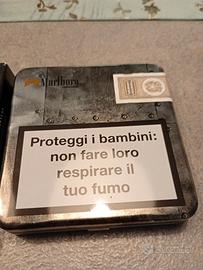 Marlboro
Proteggi i bambini:
non fare loro
respirare il
tuo fumo